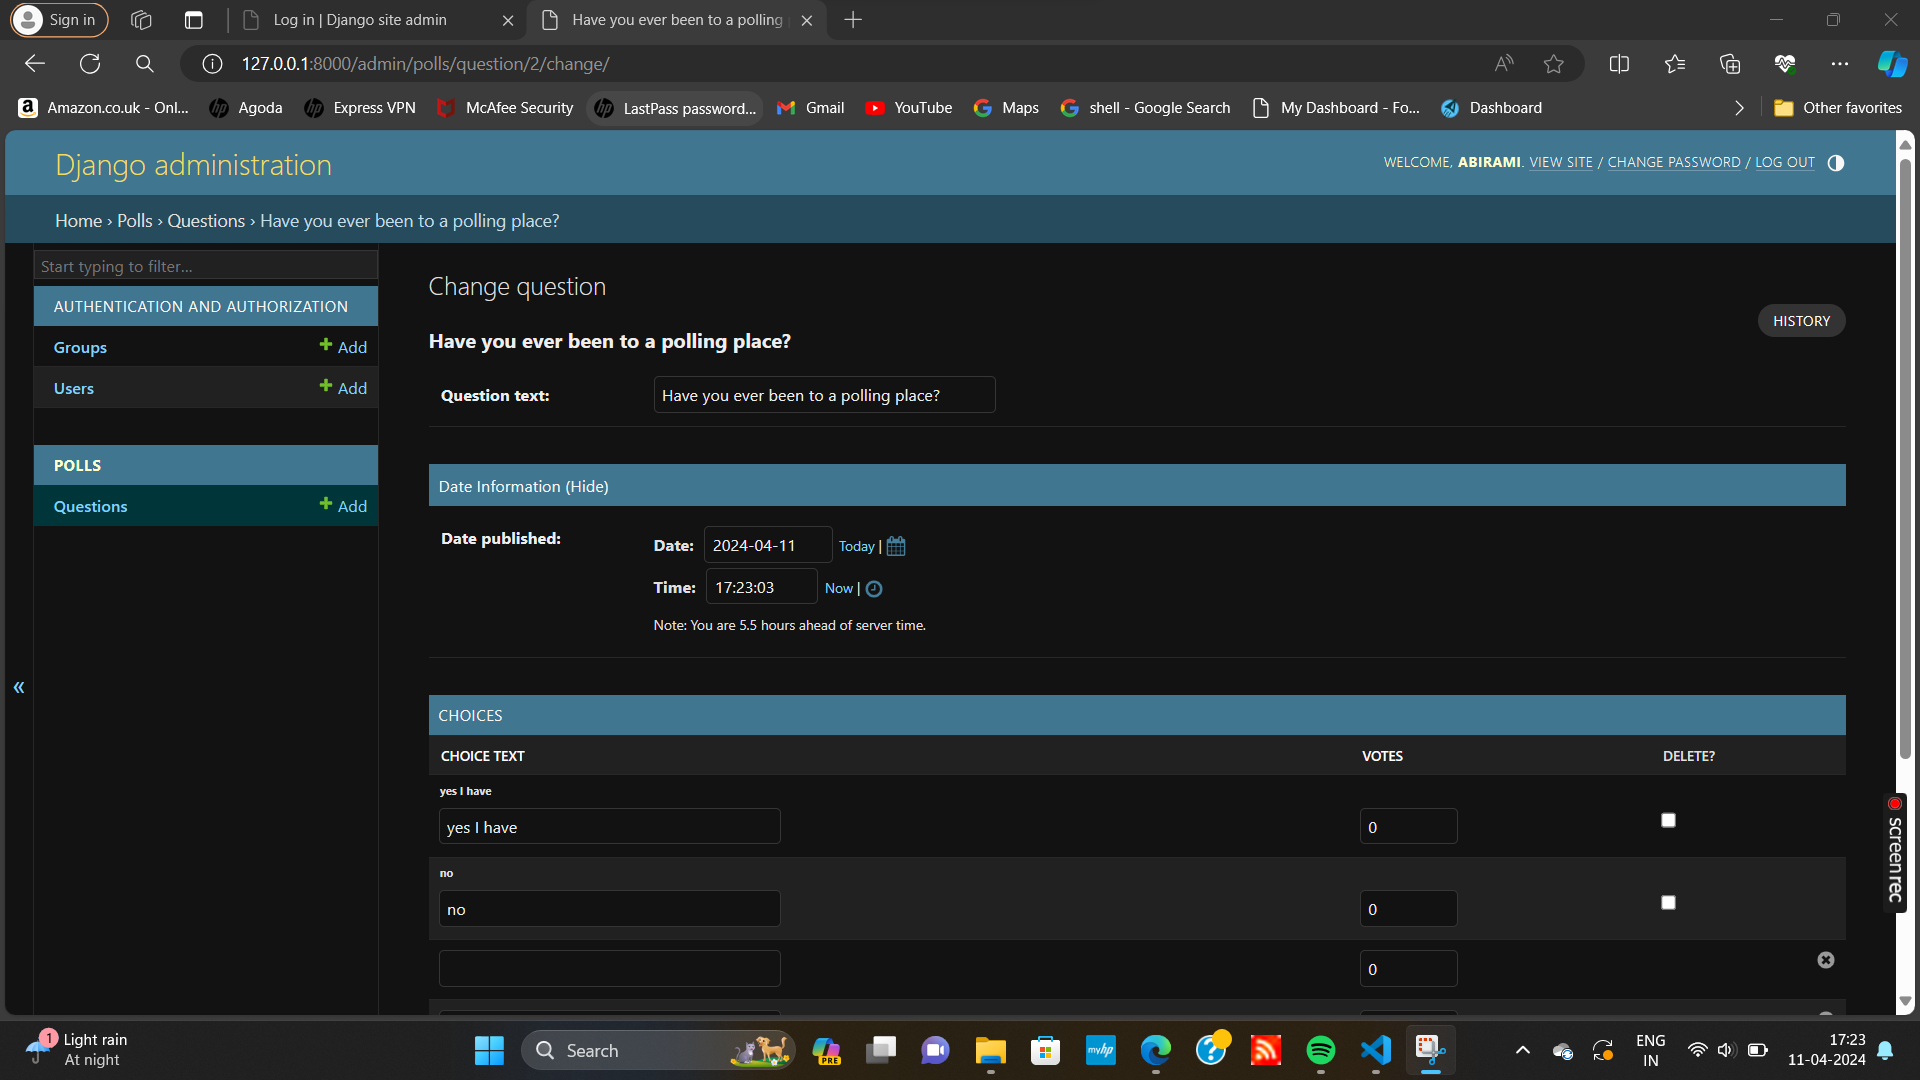 Sign in
Log in | Django site admin
Have you ever been to a polling
127.0.0.1:8000/admin/polls/question/2/change/
Amazon.co.uk - Onl...
Agoda
Express VPN
McAfee Security
LastPass password...
Gmail
YouTube
Maps
shell - Google Search
My Dashboard - Fo...
Dashboard
Other favorites
Django administration
WELCOME, ABIRAMI. VIEW SITE / CHANGE PASSWORD / LOG OUT
Home › Polls › Questions › Have you ever been to a polling place?
Start typing to filter...
AUTHENTICATION AND AUTHORIZATION
Groups
Add
Users
Add
POLLS
Questions
Add
«
Change question
HISTORY
Have you ever been to a polling place?
Question text:
Have you ever been to a polling place?
Date Information (Hide)
Date published:
Date:
2024-04-11
Today |
Time:
17:23:03
Now |
Note: You are 5.5 hours ahead of server time.
CHOICES
CHOICE TEXT
VOTES
DELETE?
yes I have
yes I have
0
no
no
0
0
screenrec
1
Light rain
At night
Search
PRE
myhp
ENG
IN
17:23
11-04-2024